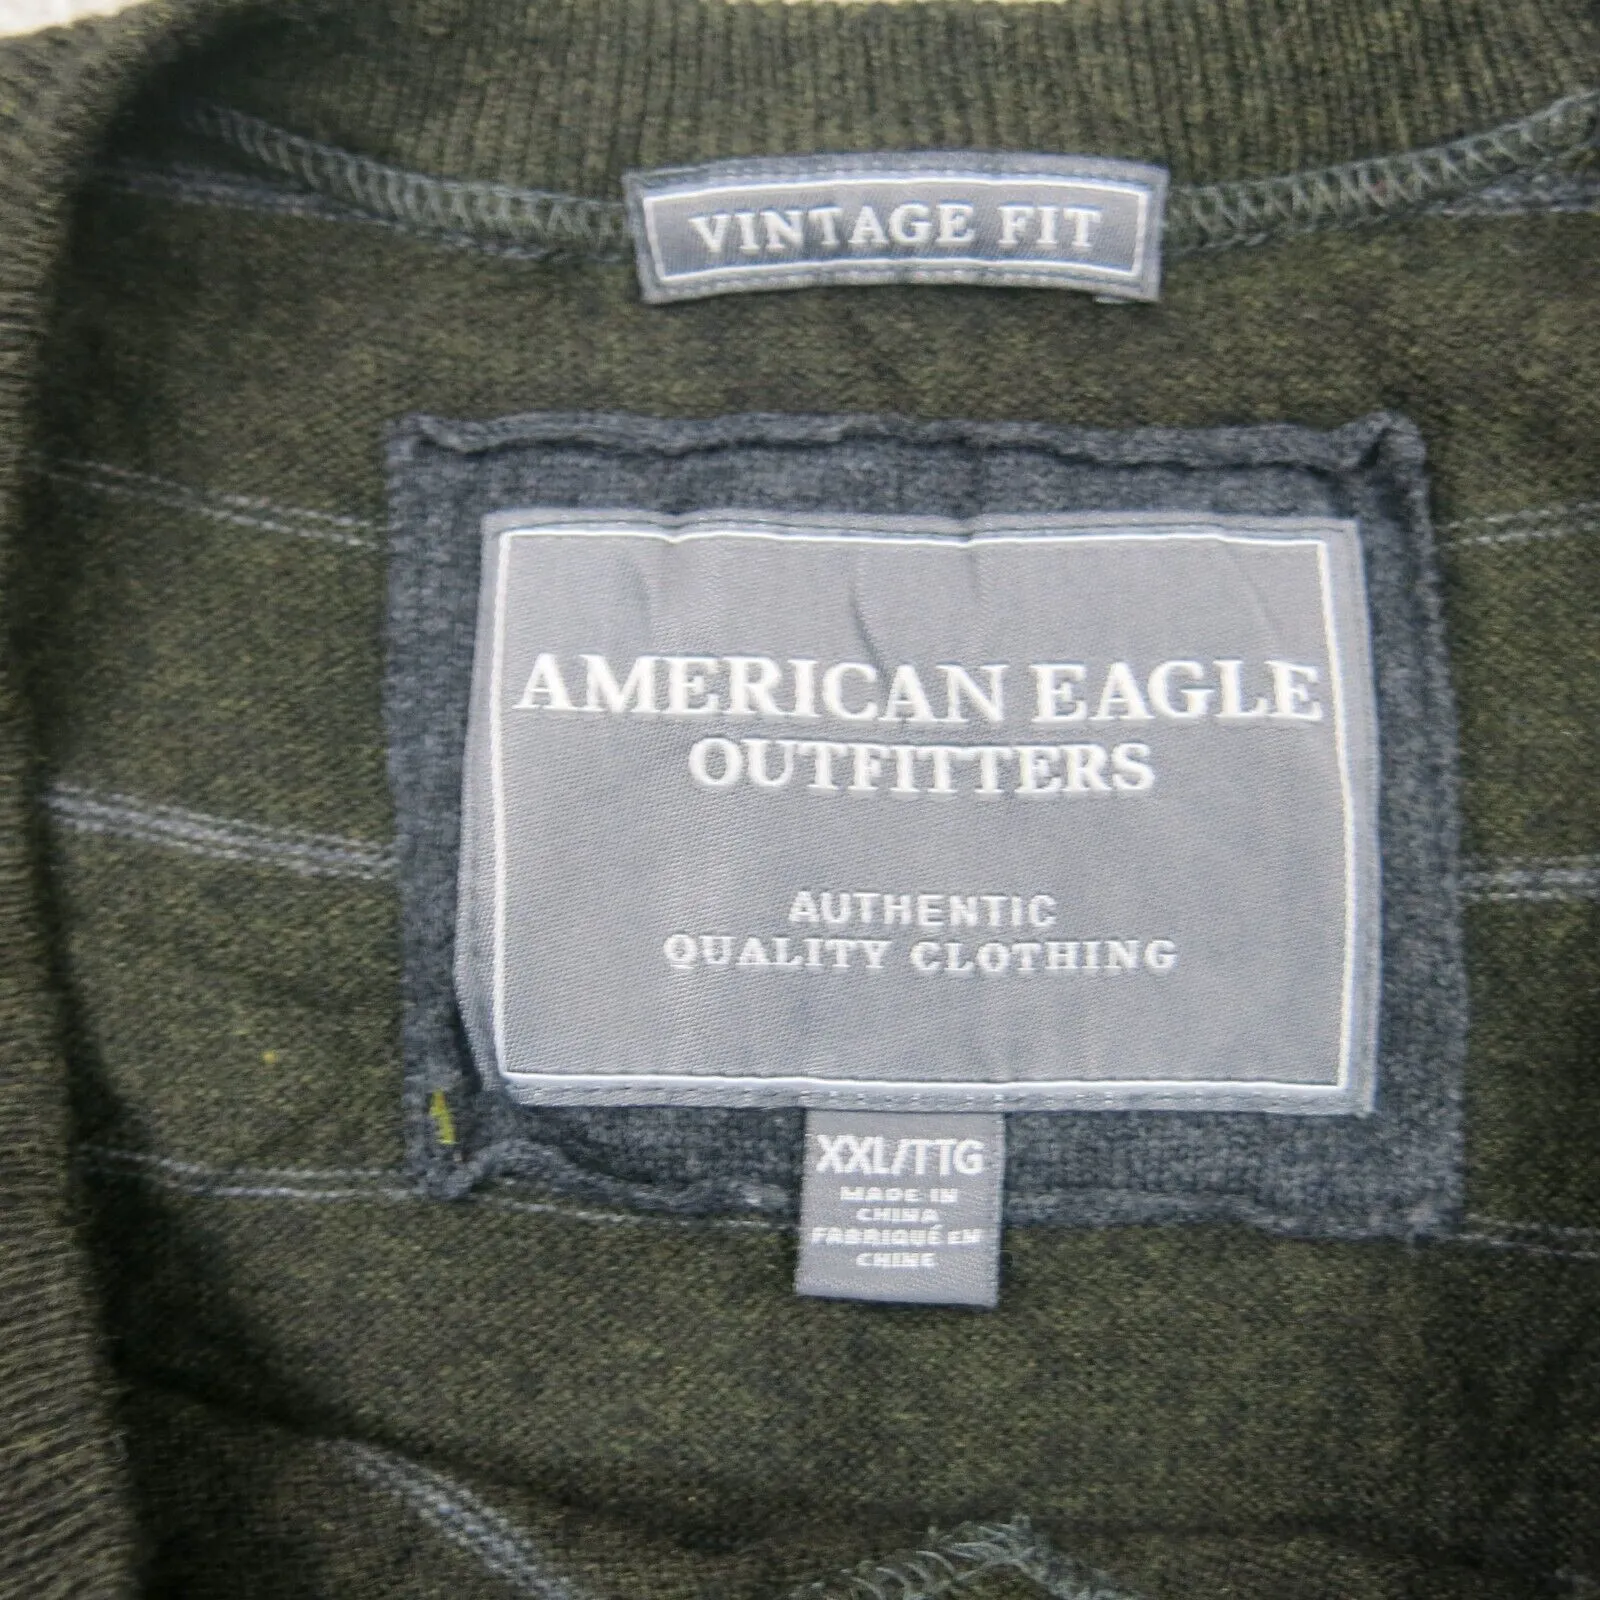 VINTAGE FIT
AMERICAN EAGLE
OUTFITTERS
AUTHENTIC
QUALITY CLOTHING
XXL/TTG
MADE IN
CHINA
FABRIQUÉ EN
CHINE